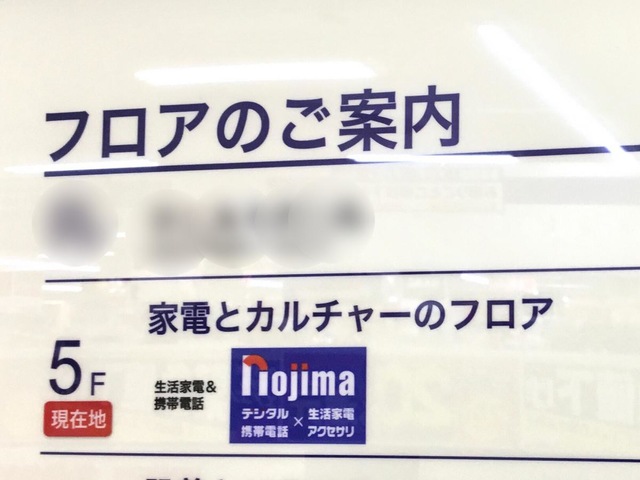 フロアのご案内
家電とカルチャーのフロア
5F
現在地
生活家電&
携帯電話
nojima
デジタル
携帯電話
×
生活家電
アクセサリ